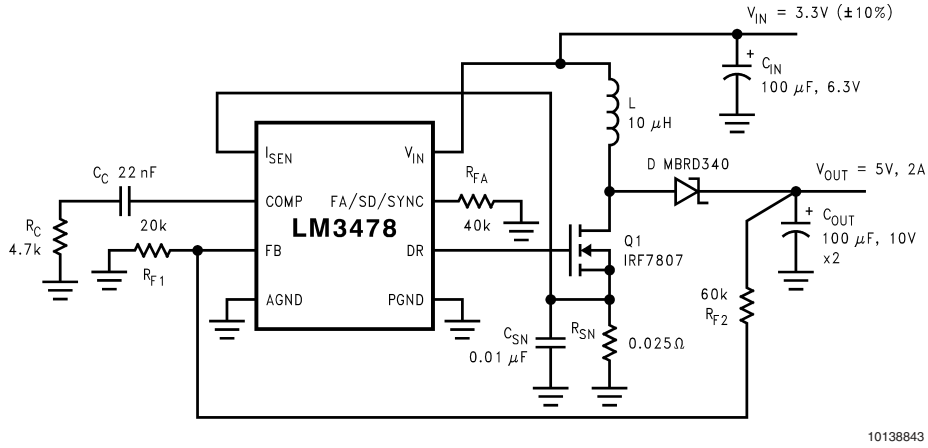 V_IN = 3.3V (±10%)
+
C_IN
100 μF, 6.3V
L
10 μH
I_SEN
V_IN
D MBRD340
V_OUT = 5V, 2A
C_C 22 nF
R_FA
COMP
FA/SD/SYNC
LM3478
40k
+
C_OUT
100 μF, 10V
x2
R_C
4.7k
20k
R_F1
FB
DR
Q1
IRF7807
AGND
PGND
60k
R_F2
C_SN
0.01 μF
R_SN
0.025Ω
10138843